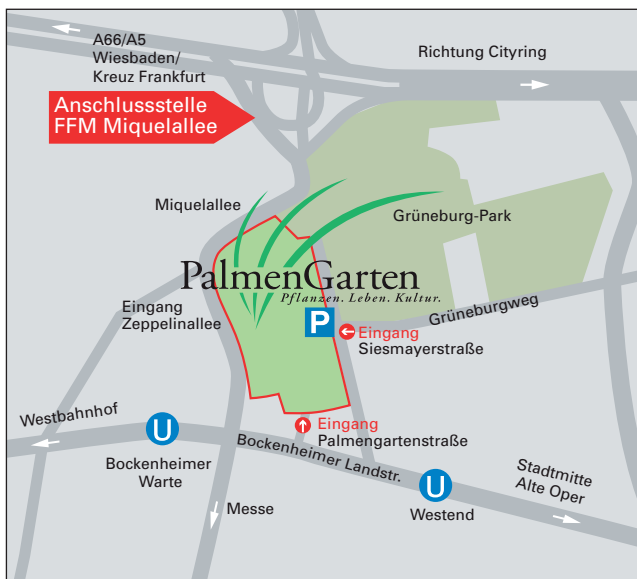 A66/A5
Wiesbaden/
Kreuz Frankfurt
Richtung Cityring
Anschlussstelle
FFM Miquelallee
Miquelallee
Grüneburg-Park
PalmenGarten
Pflanzen. Leben. Kultur.
Eingang
Zeppelinallee
P
Grüneburgweg
Eingang
Siesmayerstraße
Westbahnhof
U
Bockenheimer
Warte
Eingang
Palmengartenstraße
Bockenheimer Landstr.
Messe
U
Westend
Stadtmitte
Alte Oper